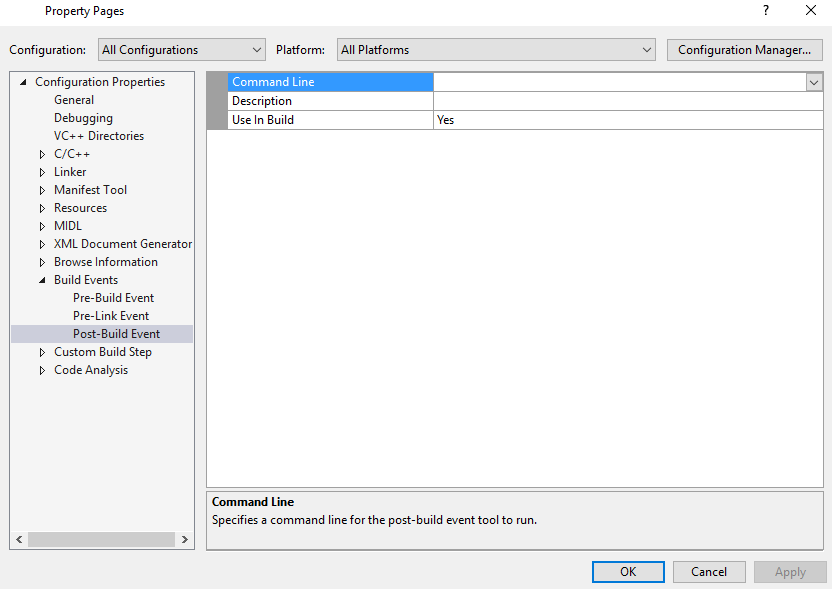 Property Pages
?
Configuration: All Configurations Platform: All Platforms Configuration Manager...
Configuration Properties
General
Debugging
VC++ Directories
C/C++
Linker
Manifest Tool
Resources
MIDL
XML Document Generator
Browse Information
Build Events
Pre-Build Event
Pre-Link Event
Post-Build Event
Custom Build Step
Code Analysis
Command Line
Description
Use In Build Yes
Command Line
Specifies a command line for the post-build event tool to run.
OK Cancel Apply